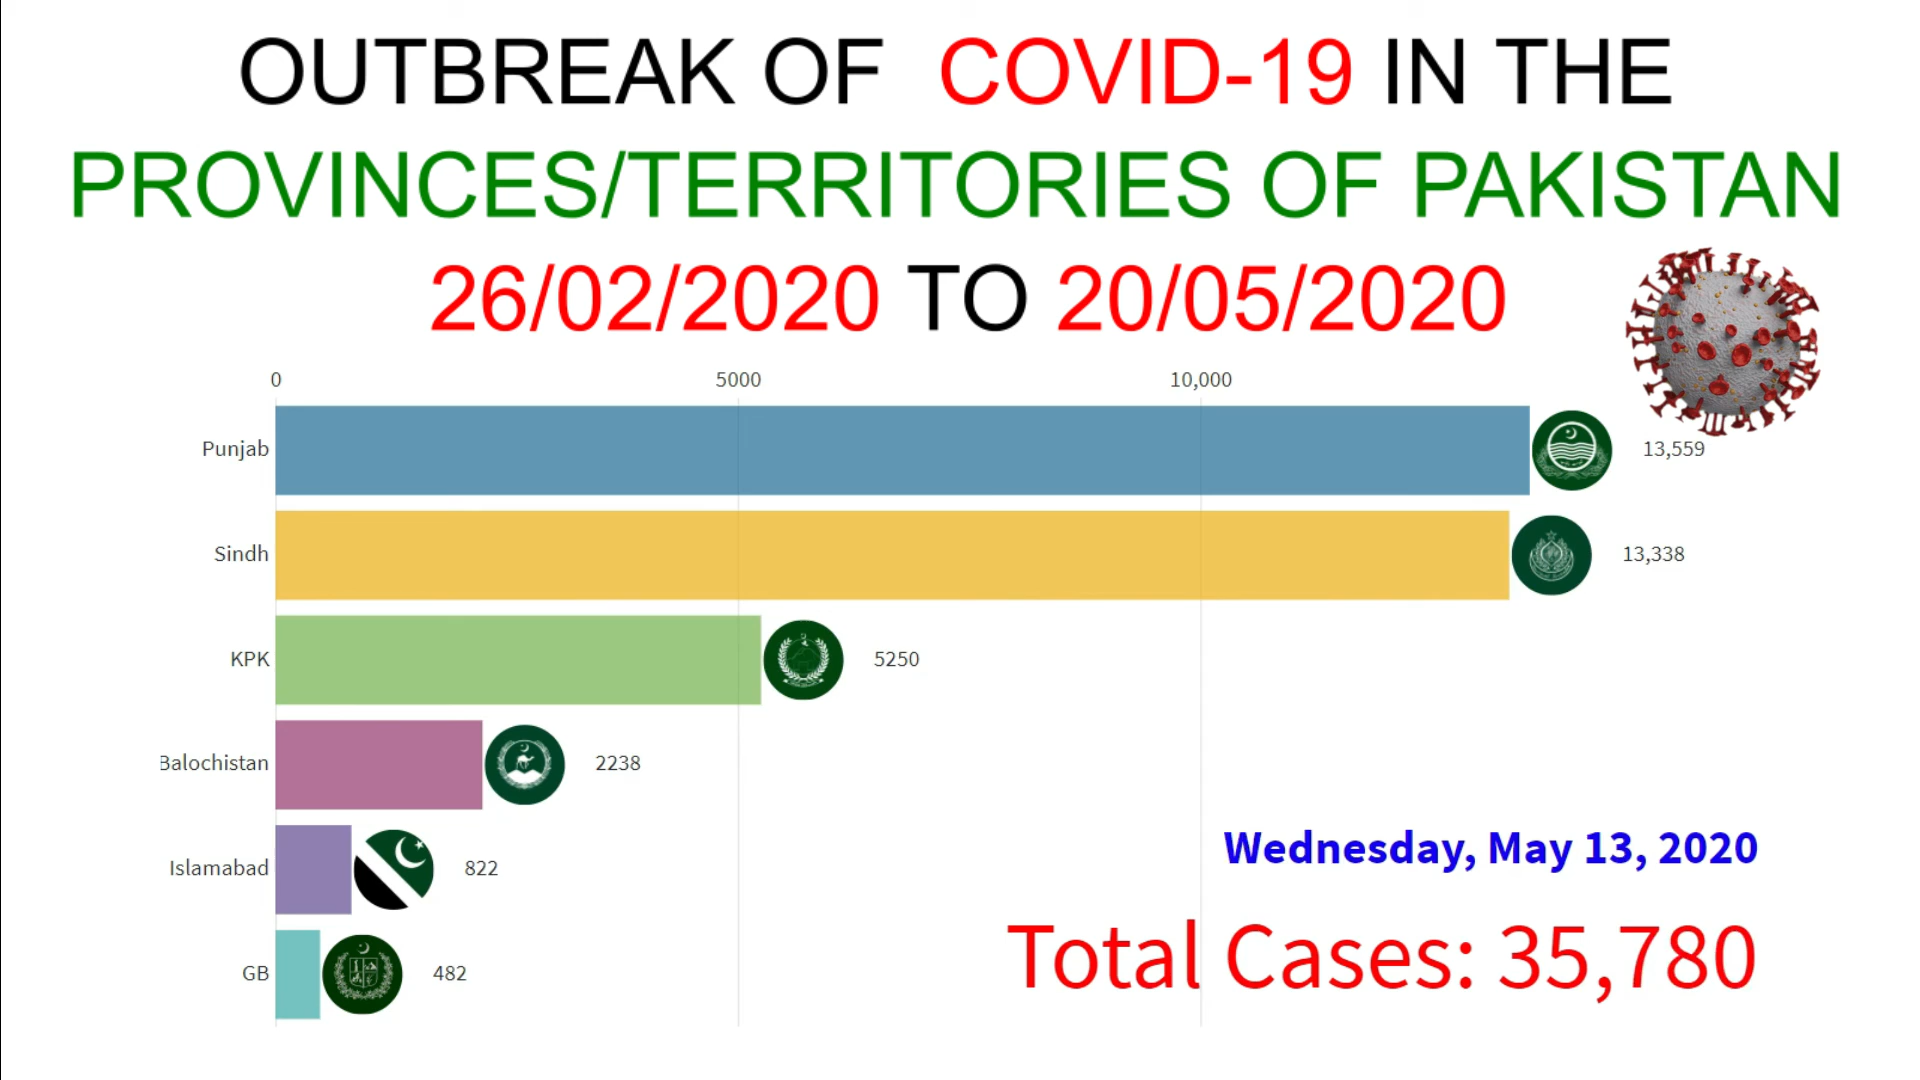 OUTBREAK OF COVID-19 IN THE
PROVINCES/TERRITORIES OF PAKISTAN
26/02/2020 TO 20/05/2020
0 5000 10,000
Punjab 13,559
Sindh 13,338
KPK 5250
Balochistan 2238
Islamabad 822
GB 482
Wednesday, May 13, 2020
Total Cases: 35,780